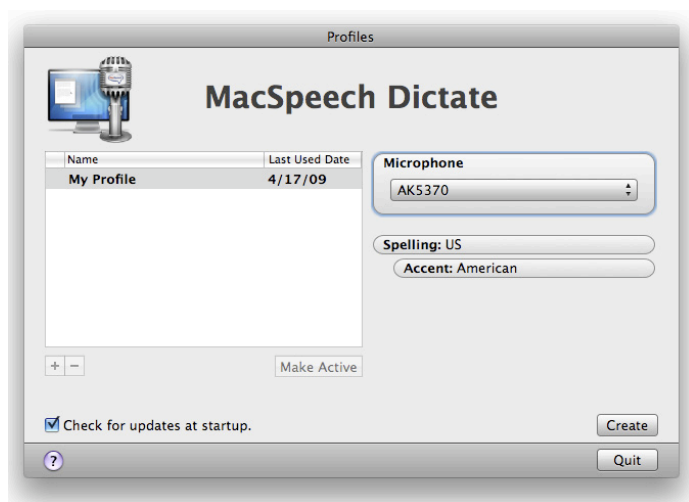 Profiles
MacSpeech Dictate
Name Last Used Date
My Profile 4/17/09
Microphone
AK5370
Spelling: US
Accent: American
+ −
Make Active
Check for updates at startup.
Create
?
Quit